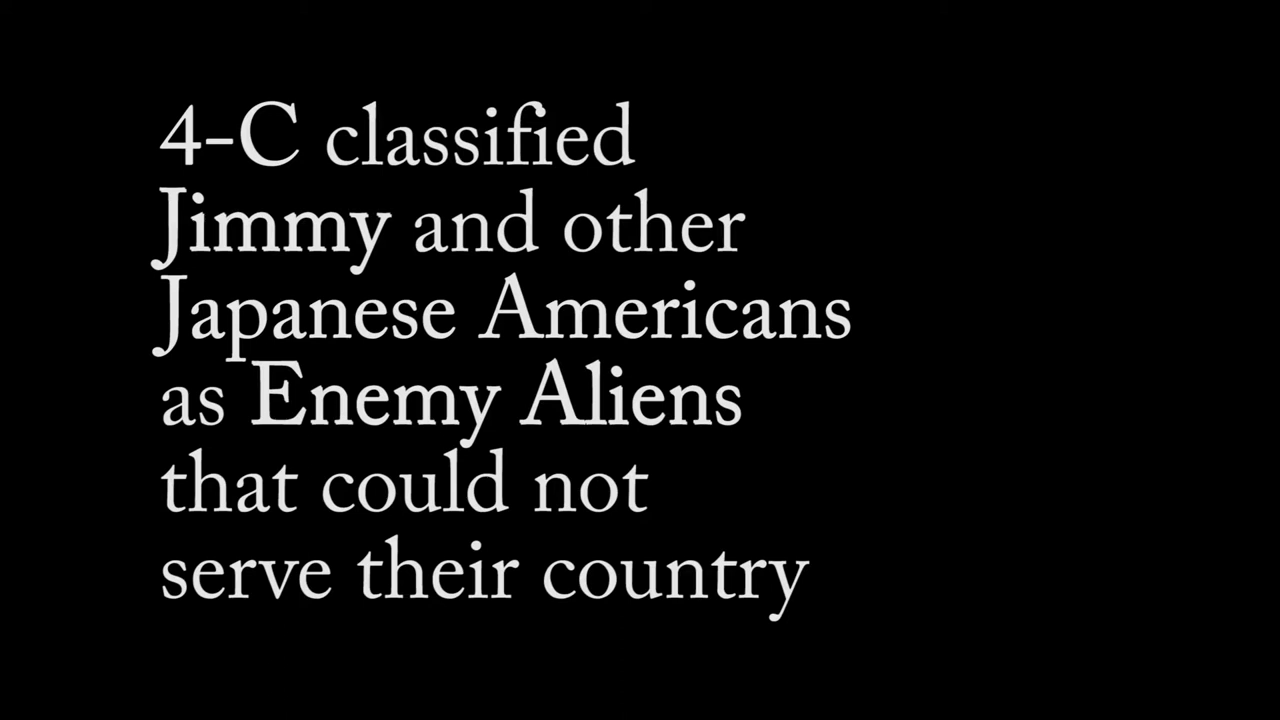 4-C classified
Jimmy and other
Japanese Americans
as Enemy Aliens
that could not
serve their country